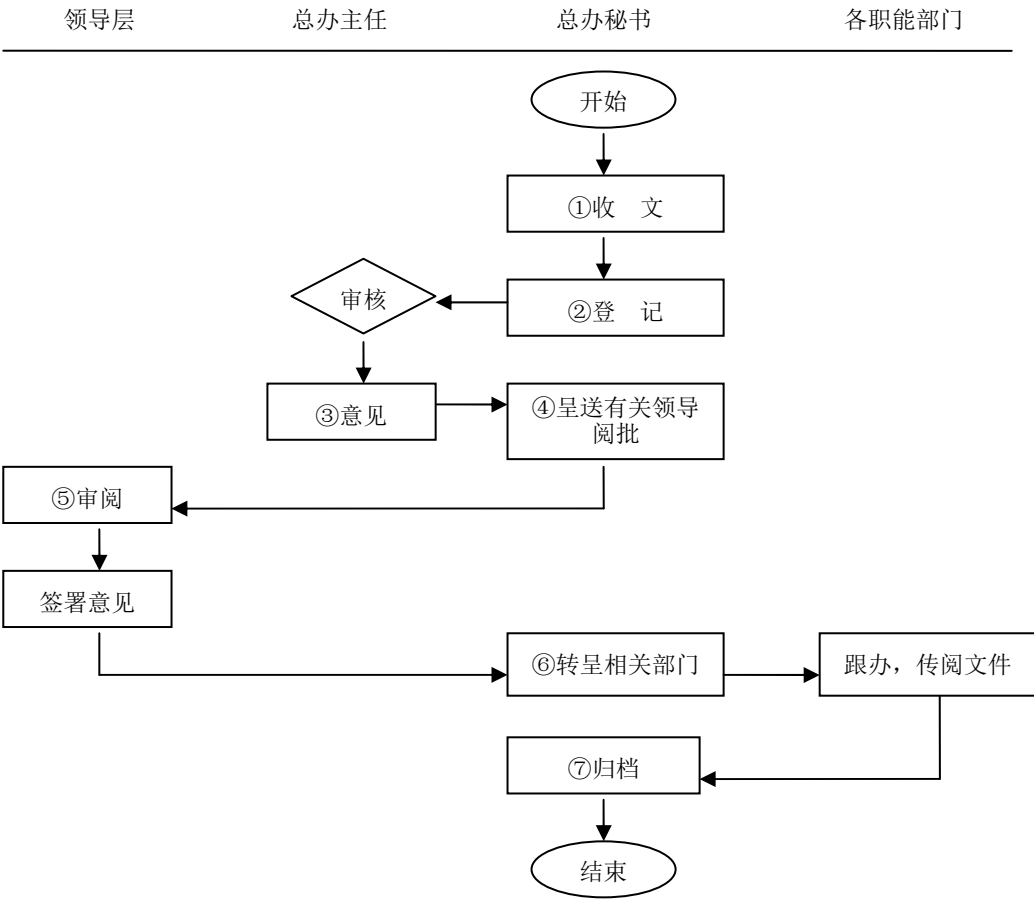 领导层
总办主任
总办秘书
各职能部门
开始
①收 文
②登 记
审核
③意见
④呈送有关领导
阅批
⑤审阅
签署意见
⑥转呈相关部门
跟办，传阅文件
⑦归档
结束